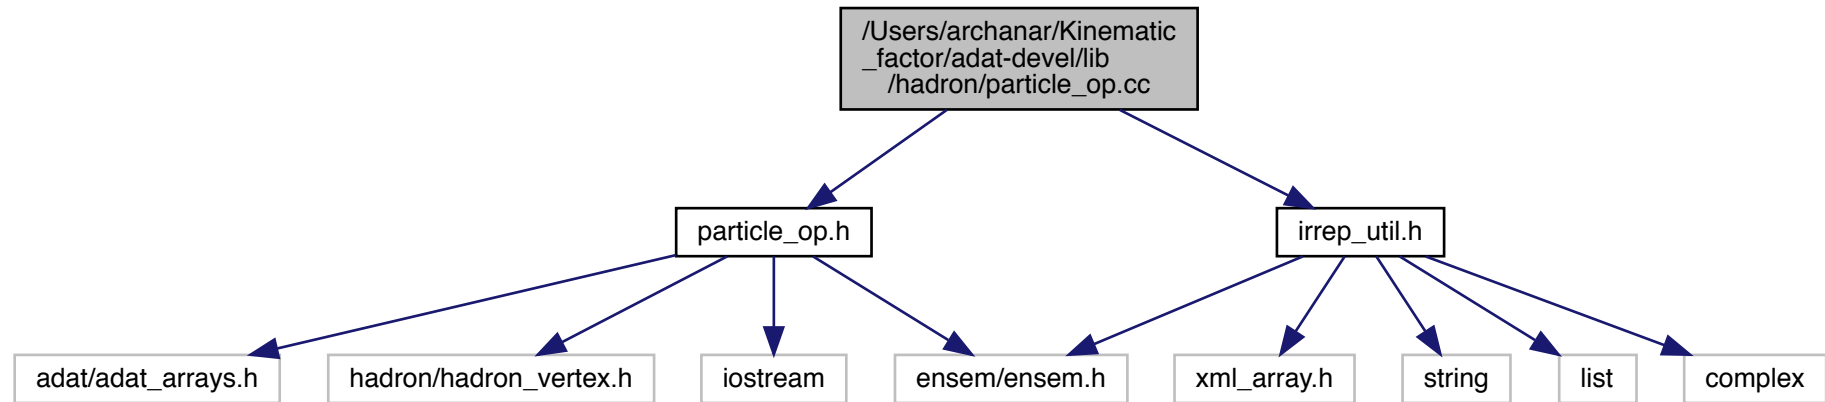 /Users/archanar/Kinematic
_factor/adat-devel/lib
/hadron/particle_op.cc
particle_op.h
irrep_util.h
adat/adat_arrays.h
hadron/hadron_vertex.h
iostream
ensem/ensem.h
xml_array.h
string
list
complex